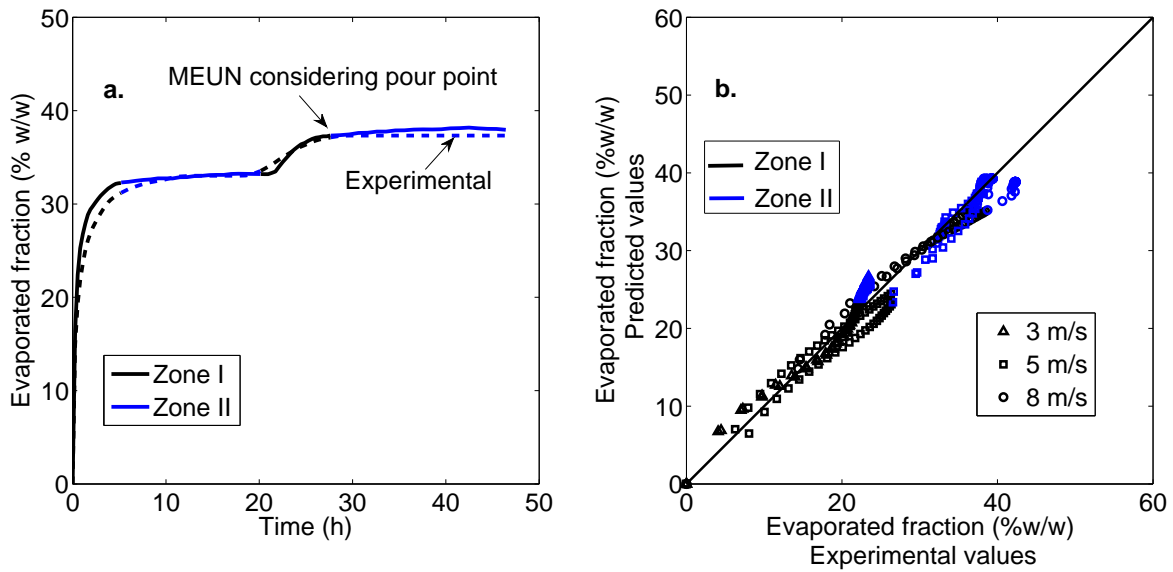 a.
MEUN considering pour point
Experimental
Zone I
Zone II
50
40
30
20
10
0
Evaporated fraction (% w/w)
0
10
20
30
40
50
Time (h)
b.
Zone I
Zone II
3 m/s
5 m/s
8 m/s
60
50
40
30
20
10
0
Evaporated fraction (%w/w)
Predicted values
0
20
40
60
Evaporated fraction (%w/w)
Experimental values